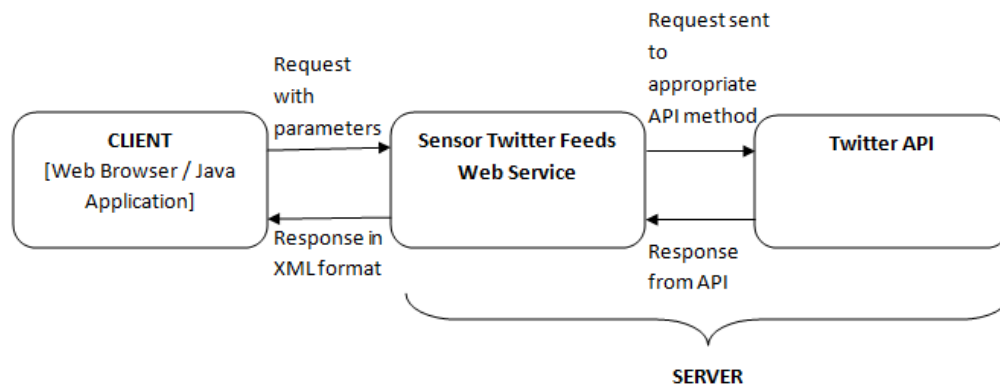 Request sent
to
appropriate
API method
Request
with
parameters
CLIENT
[Web Browser / Java
Application]
Sensor Twitter Feeds
Web Service
Twitter API
Response in
XML format
Response
from API
SERVER